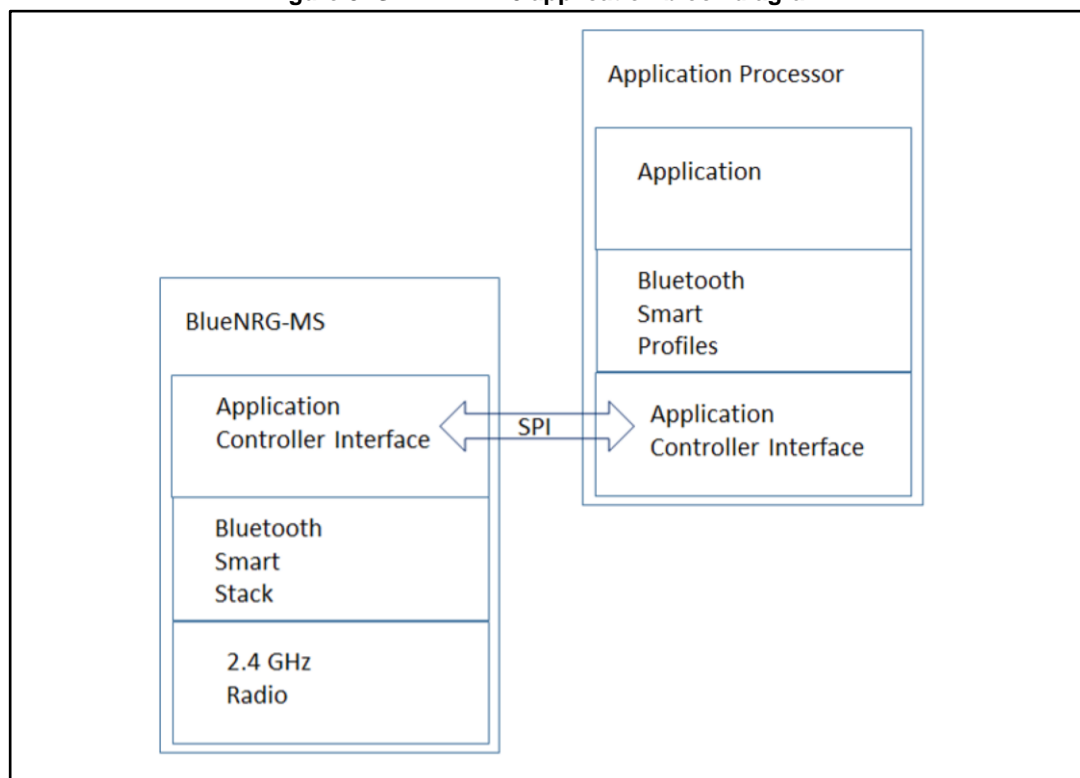 application
Application Processor
Application
Bluetooth
Smart
Profiles
BlueNRG-MS
Application
Controller Interface
SPI
Application
Controller Interface
Bluetooth
Smart
Stack
2.4 GHz
Radio